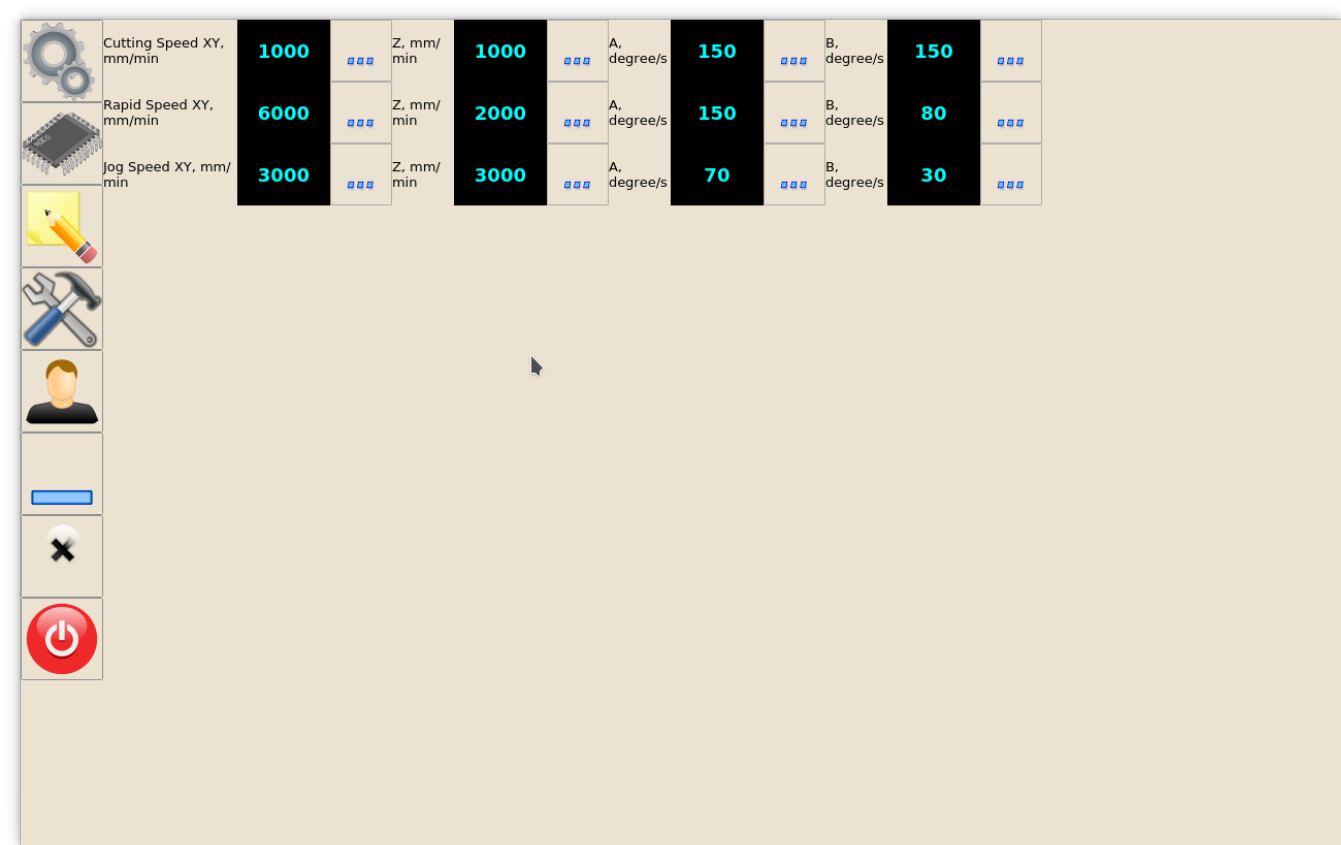 Cutting Speed XY,
mm/min
1000
Z, mm/
min
1000
A,
degree/s
150
B,
degree/s
150
Rapid Speed XY,
mm/min
6000
Z, mm/
min
2000
A,
degree/s
150
B,
degree/s
80
Jog Speed XY, mm/
min
3000
Z, mm/
min
3000
A,
degree/s
70
B,
degree/s
30